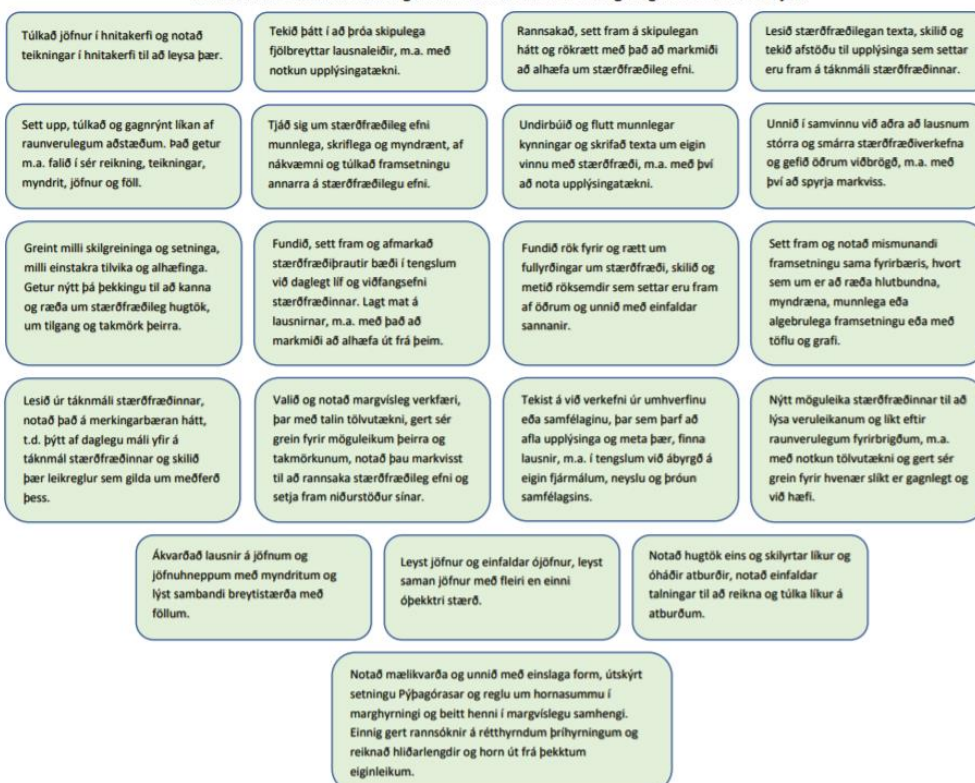 Túlkað jöfnur í hnitakerfi og notað
teikningar í hnitakerfi til að leysa þær.
Tekið þátt í að þróa skipulega
fjölbreyttar lausnaleiðir, m.a. með
notkun upplýsingatækni.
Rannsakað, sett fram á skipulegan
hátt og rökrætt með það að markmiði
að alhæfa um stærðfræðileg efni.
Lesið stærðfræðilegan texta, skilið og
tekið afstöðu til upplýsinga sem settar
eru fram á táknmáli stærðfræðinnar.
Sett upp, túlkað og gagnrýnt líkan af
raunverulegum aðstæðum. Það getur
m.a. falið í sér reikning, teikningar,
myndrit, jöfnur og föll.
Tjáð sig um stærðfræðileg efni
munnlega, skriflega og myndrænt, af
nákvæmni og túlkað framsetningu
annarra á stærðfræðilegu efni.
Undirbúið og flutt munnlegar
kynningar og skrifað texta um eigin
vinnu með stærðfræði, m.a. með því
að nota upplýsingatækni.
Unnið í samvinnu við aðra að lausnum
stórra og smárra stærðfræðiverkefna
og gefið öðrum viðbrögð, m.a. með
því að spyrja markvisst.
Greint milli skilgreininga og setninga,
milli einstakra tilvika og alhæfinga.
Getur nýtt þá þekkingu til að kanna
og ræða um stærðfræðileg hugtök,
um tilgang og takmörk þeirra.
Fundið, sett fram og afmarkað
stærðfræðiþrautir bæði í tengslum
við daglegt líf og viðfangsefni
stærðfræðinnar. Lagt mat á
lausnirnar, m.a. með það að
markmiði að alhæfa út frá þeim.
Fundið rök fyrir og rætt um
fullyrðingar um stærðfræði, skilið og
metið röksemdir sem settar eru fram
af öðrum og unnið með einfaldar
sannanir.
Sett fram og notað mismunandi
framsetningu sama fyrirbæris, hvort
sem um er að ræða hlutbundna,
myndræna, munnlega eða
algebrulega framsetningu eða með
töflu og grafi.
Lesið úr táknmáli stærðfræðinnar,
notað það á merkingarbæran hátt,
t.d. þýtt af daglegu máli yfir á
táknmál stærðfræðinnar og skilið
þær leikreglur sem gilda um meðferð
þess.
Valið og notað margvísleg verkfæri,
þar með talin tölvutækni, gert sér
grein fyrir möguleikum þeirra og
takmörkunum, notað þau markvisst
til að rannsaka stærðfræðileg efni og
setja fram niðurstöður sínar.
Tekist á við verkefni úr umhverfinu
eða samfélaginu, þar sem þarf að
afla upplýsinga og meta þær, finna
lausnir, m.a. í tengslum við ábyrgð á
eigin fjármálum, neyslu og þróun
samfélagsins.
Nýtt möguleika stærðfræðinnar til að
lýsa veruleikanum og líkt eftir
raunverulegum fyrirbrigðum, m.a.
með notkun tölvutækni og gert sér
grein fyrir hvenær slíkt er gagnlegt og
við hæfi.
Ákvarðað lausnir á jöfnum og
jöfnuhneppum með myndritum og
lýst sambandi breytistærða með
föllum.
Leyst jöfnur og einfaldar ójöfnur, leyst
saman jöfnur með fleiri en einni
óþekktri stærð.
Notað hugtök eins og skilyrtar líkur og
óháðir atburðir, notað einfaldar
talningar til að reikna og túlka líkur á
atburðum.
Notað mælikvarða og unnið með einslaga form, útskýrt
setningu Pýþagórasar og reglu um hornasummu í
marghyrningi og beitt henni í margvíslegu samhengi.
Einnig gert rannsóknir á rétthyrndum þríhyrningum og
reiknað hliðarlengdir og horn út frá þekktum
eiginleikum.